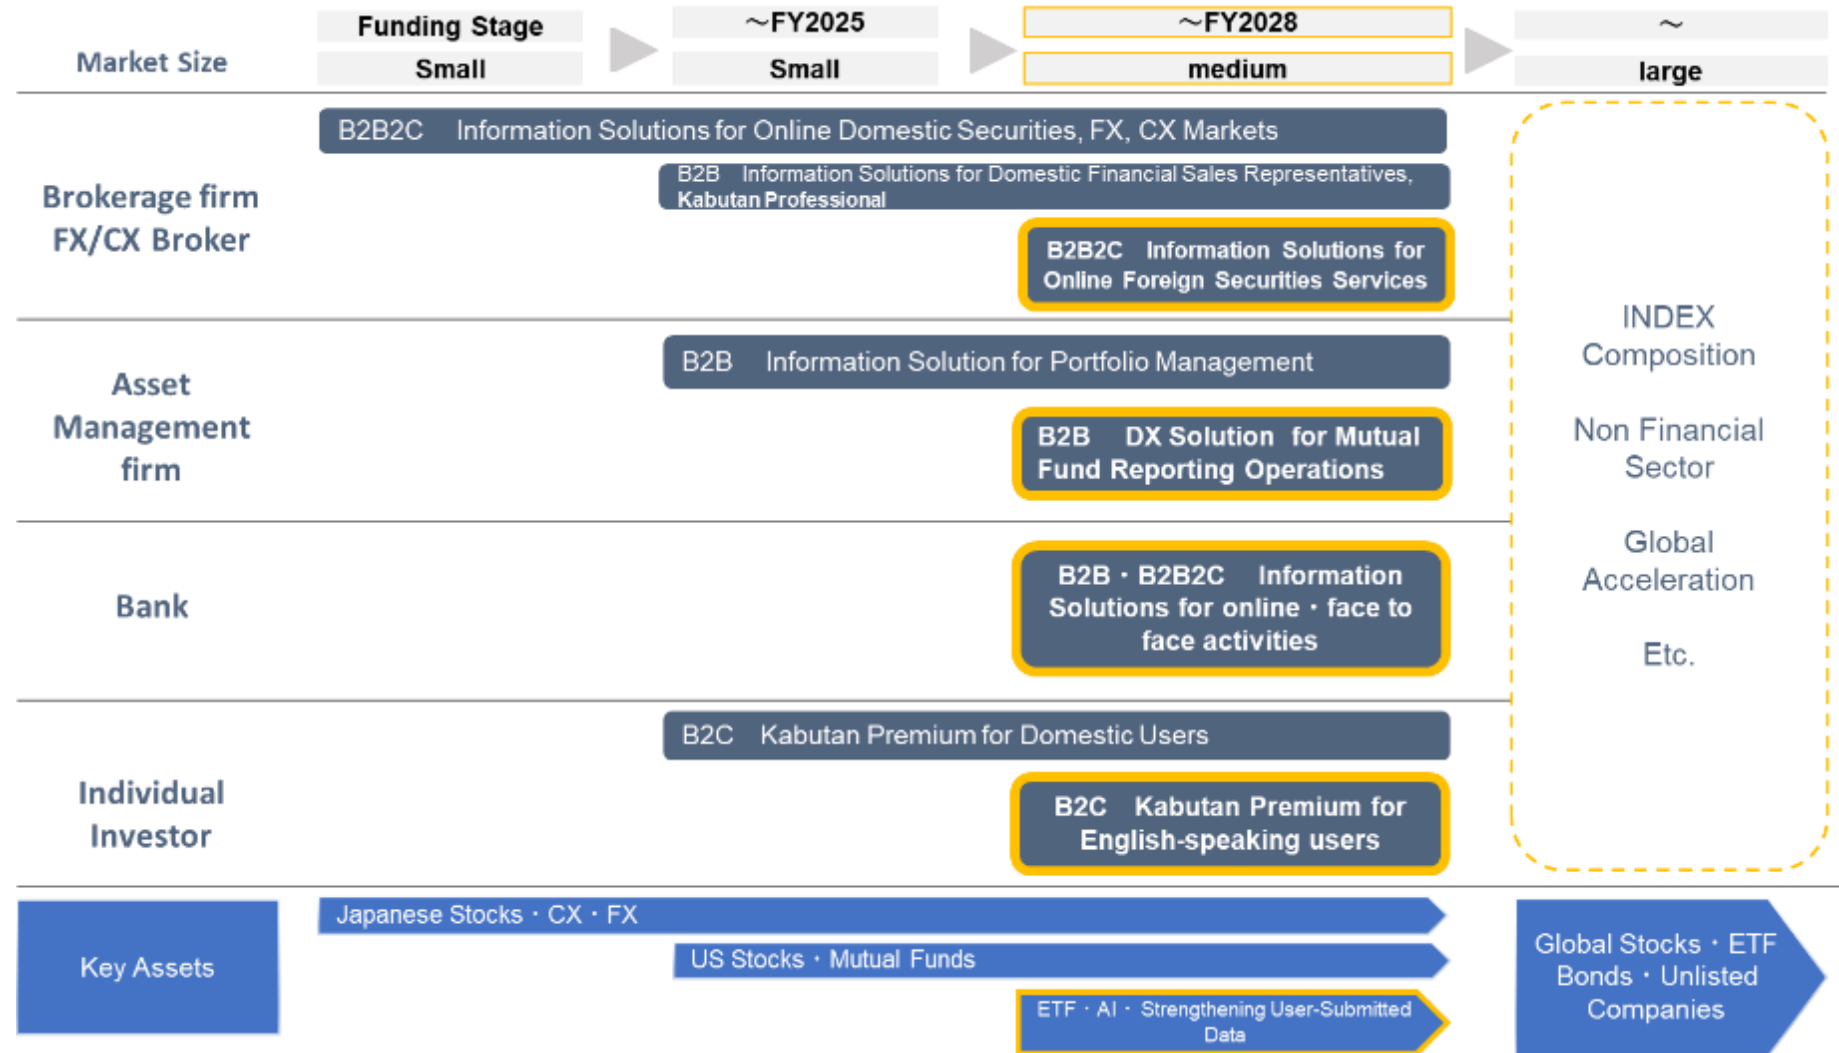 Market Size
Funding Stage
Small
～FY2025
Small
～FY2028
medium
～
large
Brokerage firm
FX/CX Broker
B2B2C Information Solutions for Online Domestic Securities, FX, CX Markets
B2B Information Solutions for Domestic Financial Sales Representatives,
Kabutan Professional
B2B2C Information Solutions for
Online Foreign Securities Services
Asset
Management
firm
B2B Information Solution for Portfolio Management
B2B DX Solution for Mutual
Fund Reporting Operations
Bank
B2B・B2B2C Information
Solutions for online・face to
face activities
Individual
Investor
B2C Kabutan Premium for Domestic Users
B2C Kabutan Premium for
English-speaking users
INDEX
Composition
Non Financial
Sector
Global
Acceleration
Etc.
Key Assets
Japanese Stocks・CX・FX
US Stocks・Mutual Funds
ETF・AI・Strengthening User-Submitted
Data
Global Stocks・ETF
Bonds・Unlisted
Companies